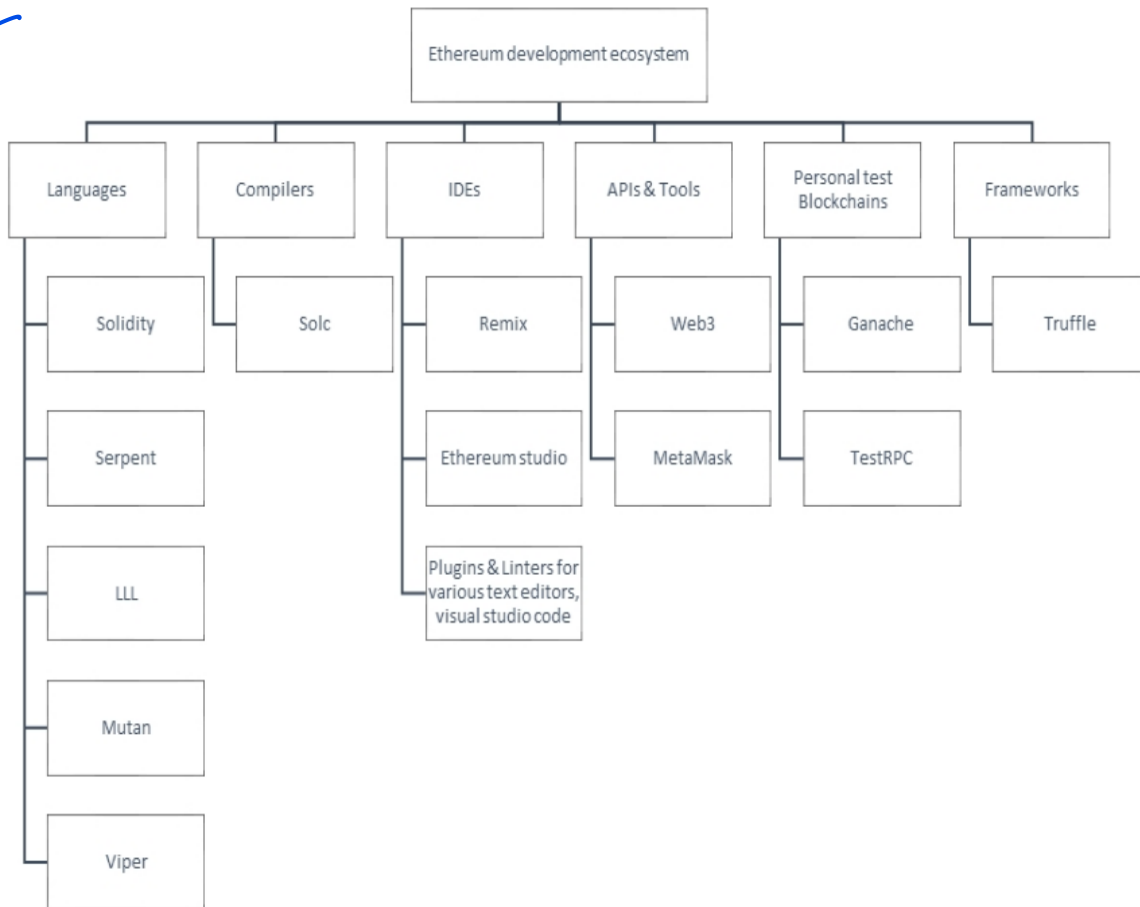 Ethereum development ecosystem
Languages
Compilers
IDEs
APIs & Tools
Personal test
Blockchains
Frameworks
Solidity
Solc
Remix
Web3
Ganache
Truffle
Serpent
Ethereum studio
MetaMask
TestRPC
LLL
Plugins & Linters for
various text editors,
visual studio code
Mutan
Viper